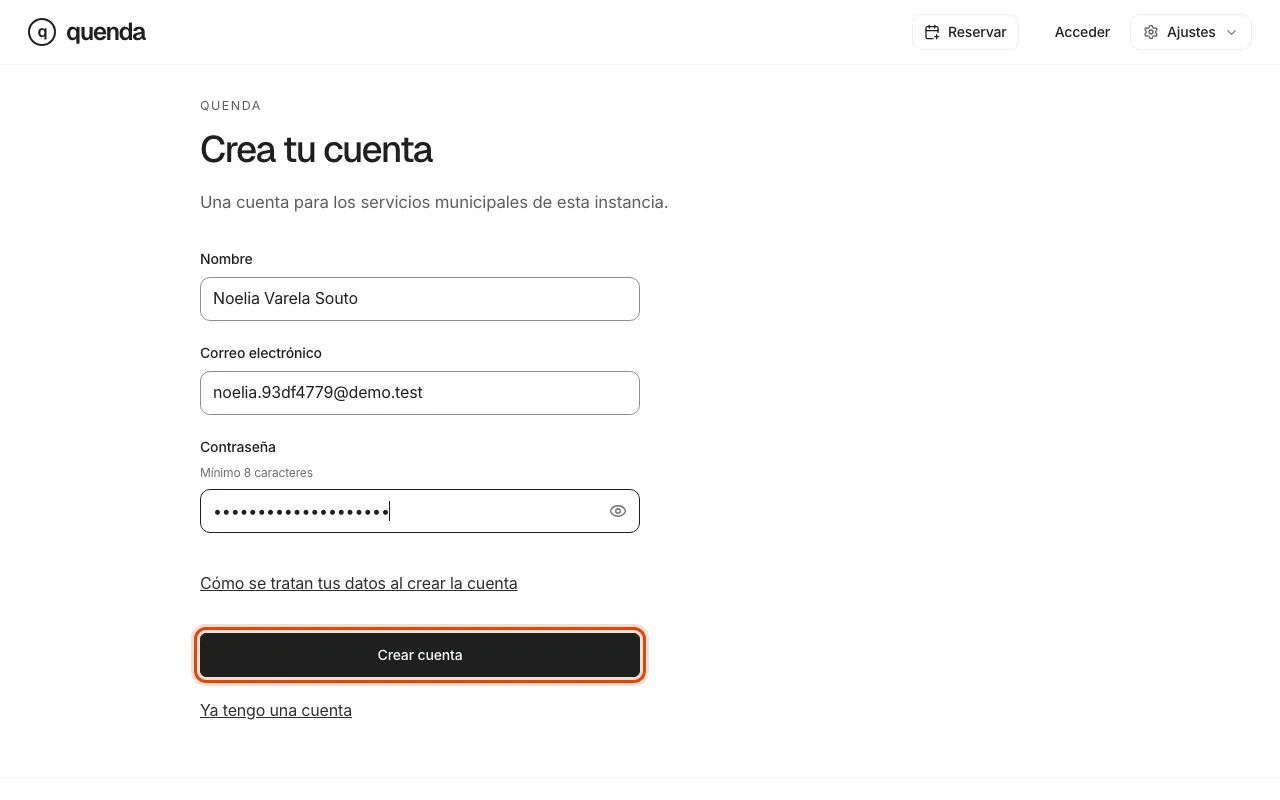 q quenda
Reservar
Acceder
Ajustes
QUENDA
Crea tu cuenta
Una cuenta para los servicios municipales de esta instancia.
Nombre
Noelia Varela Souto
Correo electrónico
noelia.93df4779@demo.test
Contraseña
Mínimo 8 caracteres
••••••••••••••••••••
Cómo se tratan tus datos al crear la cuenta
Crear cuenta
Ya tengo una cuenta